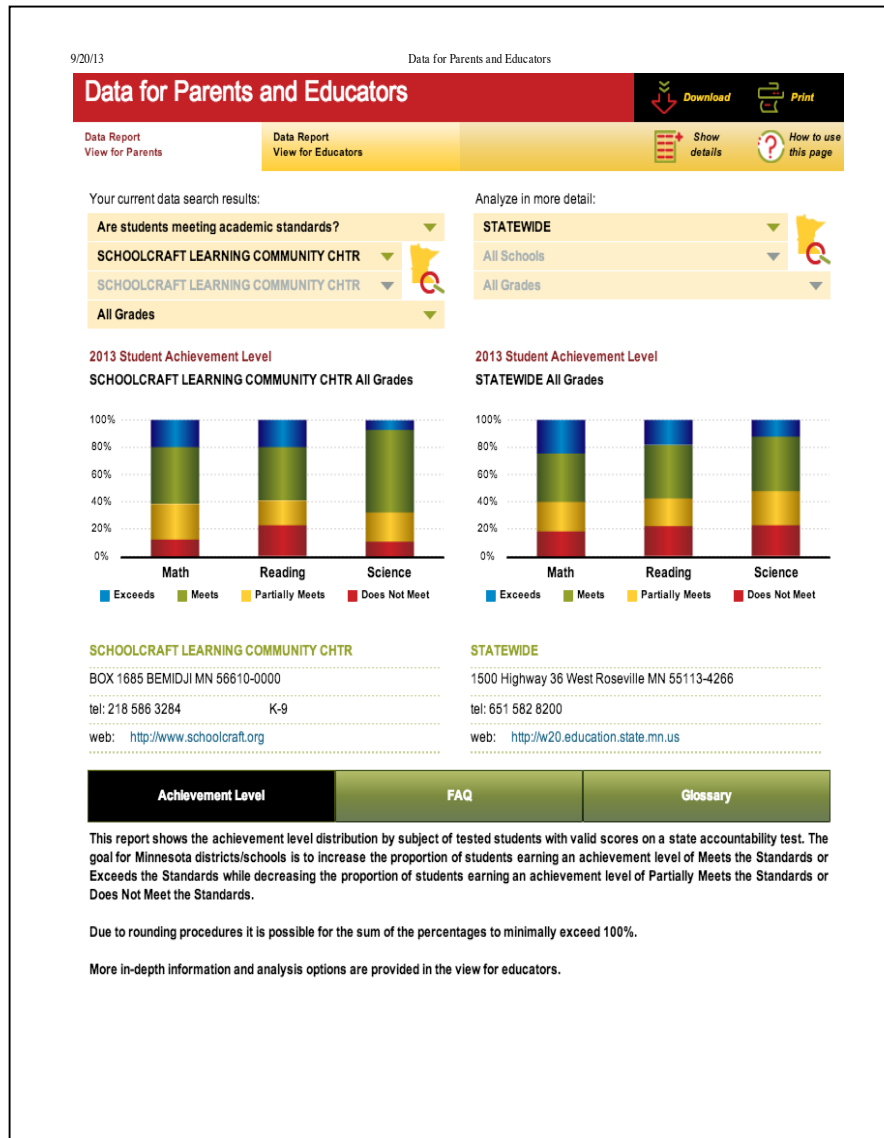 9/20/13 Data for Parents and Educators
Data for Parents and Educators
Download
Print
Data Report
View for Parents
Data Report
View for Educators
Show
details
How to use
this page
Your current data search results:
Are students meeting academic standards?
SCHOOLCRAFT LEARNING COMMUNITY CHTR
SCHOOLCRAFT LEARNING COMMUNITY CHTR
All Grades
Analyze in more detail:
STATEWIDE
All Schools
All Grades
2013 Student Achievement Level
SCHOOLCRAFT LEARNING COMMUNITY CHTR All Grades
100%
80%
60%
40%
20%
0%
Math Reading Science
Exceeds Meets Partially Meets Does Not Meet
2013 Student Achievement Level
STATEWIDE All Grades
100%
80%
60%
40%
20%
0%
Math Reading Science
Exceeds Meets Partially Meets Does Not Meet
SCHOOLCRAFT LEARNING COMMUNITY CHTR
BOX 1685 BEMIDJI MN 56610-0000
tel: 218 586 3284 K-9
web: http://www.schoolcraft.org
STATEWIDE
1500 Highway 36 West Roseville MN 55113-4266
tel: 651 582 8200
web: http://w20.education.state.mn.us
Achievement Level FAQ Glossary
This report shows the achievement level distribution by subject of tested students with valid scores on a state accountability test. The
goal for Minnesota districts/schools is to increase the proportion of students earning an achievement level of Meets the Standards or
Exceeds the Standards while decreasing the proportion of students earning an achievement level of Partially Meets the Standards or
Does Not Meet the Standards.
Due to rounding procedures it is possible for the sum of the percentages to minimally exceed 100%.
More in-depth information and analysis options are provided in the view for educators.